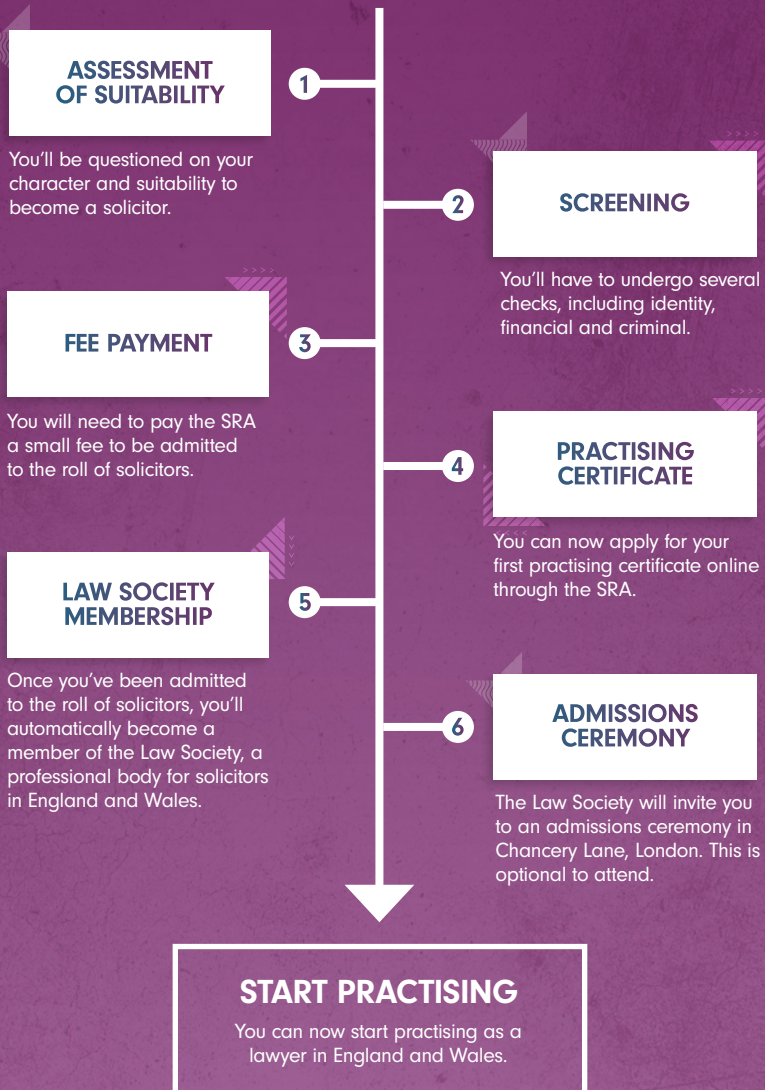 ASSESSMENT
OF SUITABILITY
1
You’ll be questioned on your
character and suitability to
become a solicitor.
2
SCREENING
You’ll have to undergo several
checks, including identity,
financial and criminal.
FEE PAYMENT
3
You will need to pay the SRA
a small fee to be admitted
to the roll of solicitors.
4
PRACTISING
CERTIFICATE
You can now apply for your
first practising certificate online
through the SRA.
LAW SOCIETY
MEMBERSHIP
5
Once you’ve been admitted
to the roll of solicitors, you’ll
automatically become a
member of the Law Society, a
professional body for solicitors
in England and Wales.
6
ADMISSIONS
CEREMONY
The Law Society will invite you
to an admissions ceremony in
Chancery Lane, London. This is
optional to attend.
START PRACTISING
You can now start practising as a
lawyer in England and Wales.